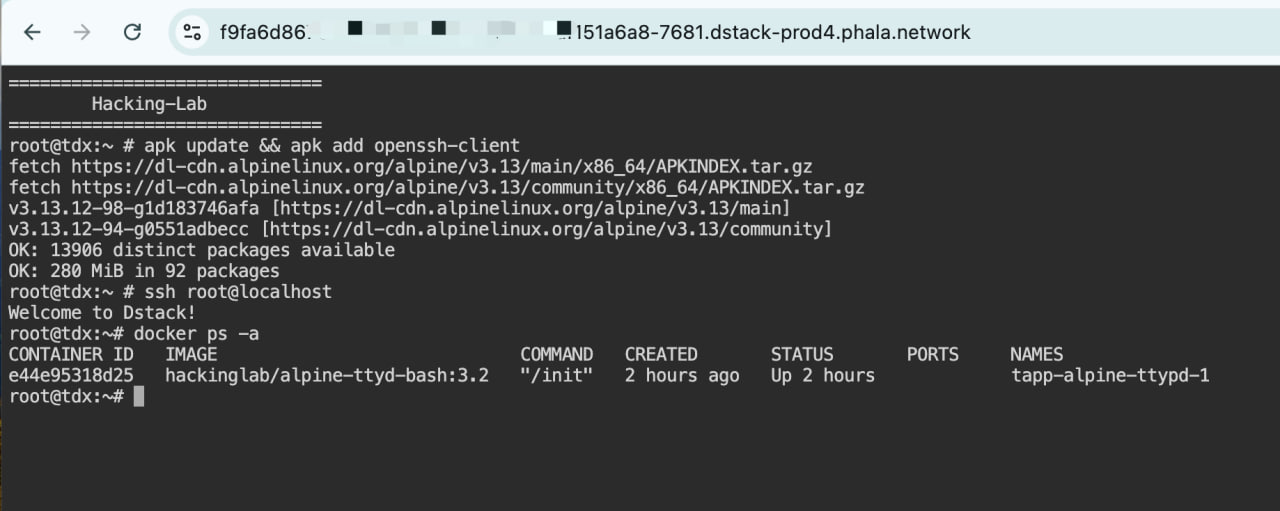 f9fa6d86 151a6a8-7681.dstack-prod4.phala.network
==============================
Hacking-Lab
==============================
root@tdx:~ # apk update && apk add openssh-client
fetch https://dl-cdn.alpinelinux.org/alpine/v3.13/main/x86_64/APKINDEX.tar.gz
fetch https://dl-cdn.alpinelinux.org/alpine/v3.13/community/x86_64/APKINDEX.tar.gz
v3.13.12-98-g1d183746afa [https://dl-cdn.alpinelinux.org/alpine/v3.13/main]
v3.13.12-94-g0551adbecc [https://dl-cdn.alpinelinux.org/alpine/v3.13/community]
OK: 13906 distinct packages available
OK: 280 MiB in 92 packages
root@tdx:~ # ssh root@localhost
Welcome to Dstack!
root@tdx:~# docker ps -a
CONTAINER ID IMAGE COMMAND CREATED STATUS PORTS NAMES
e44e95318d25 hackinglab/alpine-ttyd-bash:3.2 "/init" 2 hours ago Up 2 hours tapp-alpine-ttypd-1
root@tdx:~#